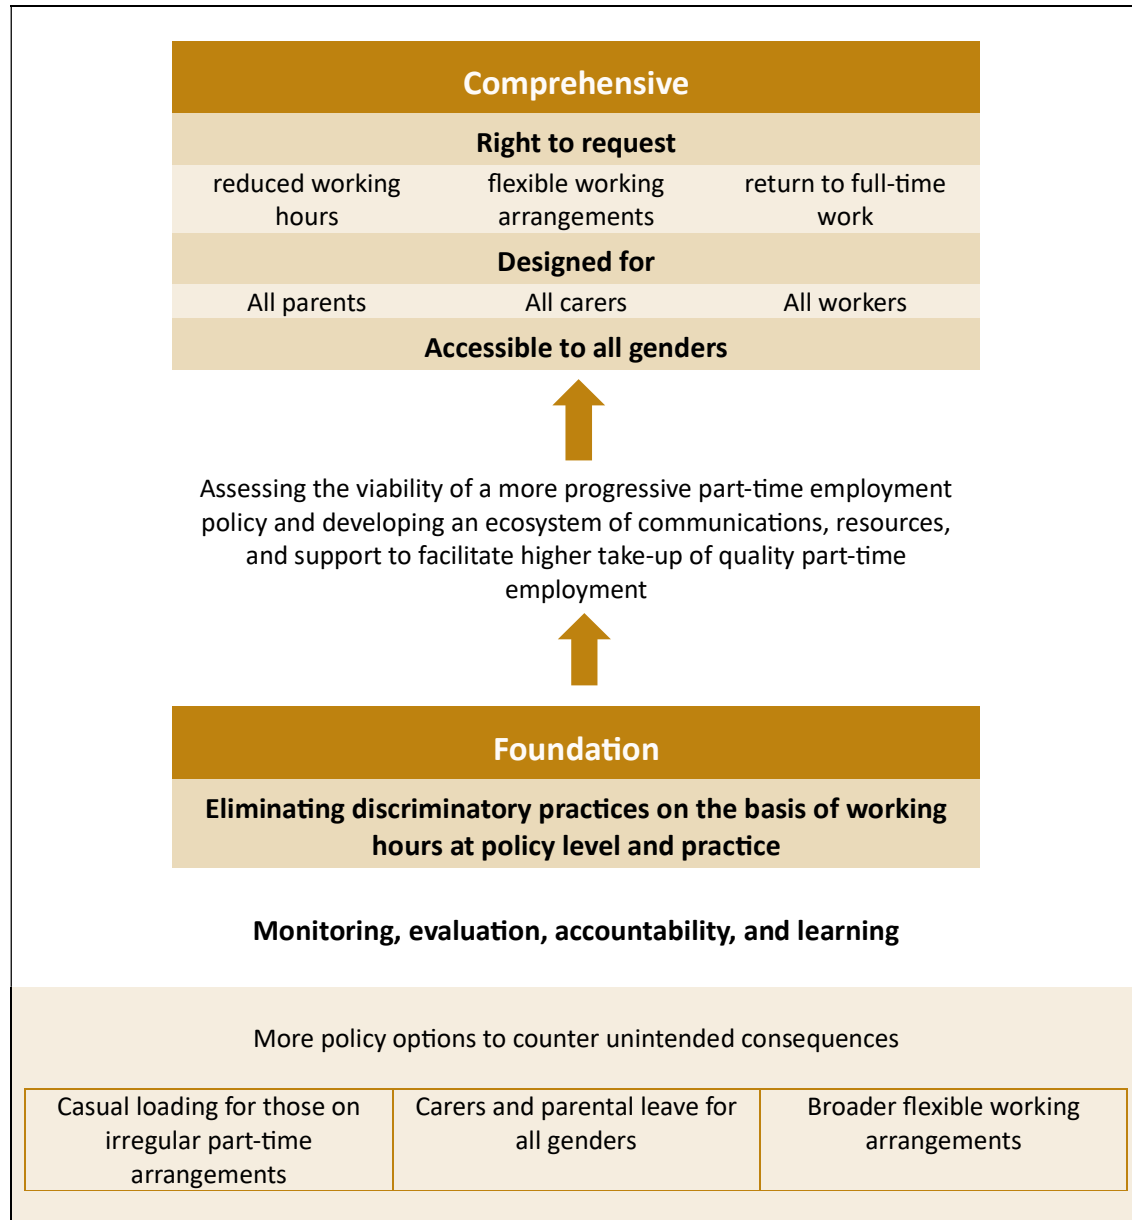 Comprehensive
Right to request
reduced working
hours
flexible working
arrangements
return to full-time
work
Designed for
All parents
All carers
All workers
Accessible to all genders
Assessing the viability of a more progressive part-time employment
policy and developing an ecosystem of communications, resources,
and support to facilitate higher take-up of quality part-time
employment
Foundation
Eliminating discriminatory practices on the basis of working
hours at policy level and practice
Monitoring, evaluation, accountability, and learning
More policy options to counter unintended consequences
Casual loading for those on
irregular part-time
arrangements
Carers and parental leave for
all genders
Broader flexible working
arrangements